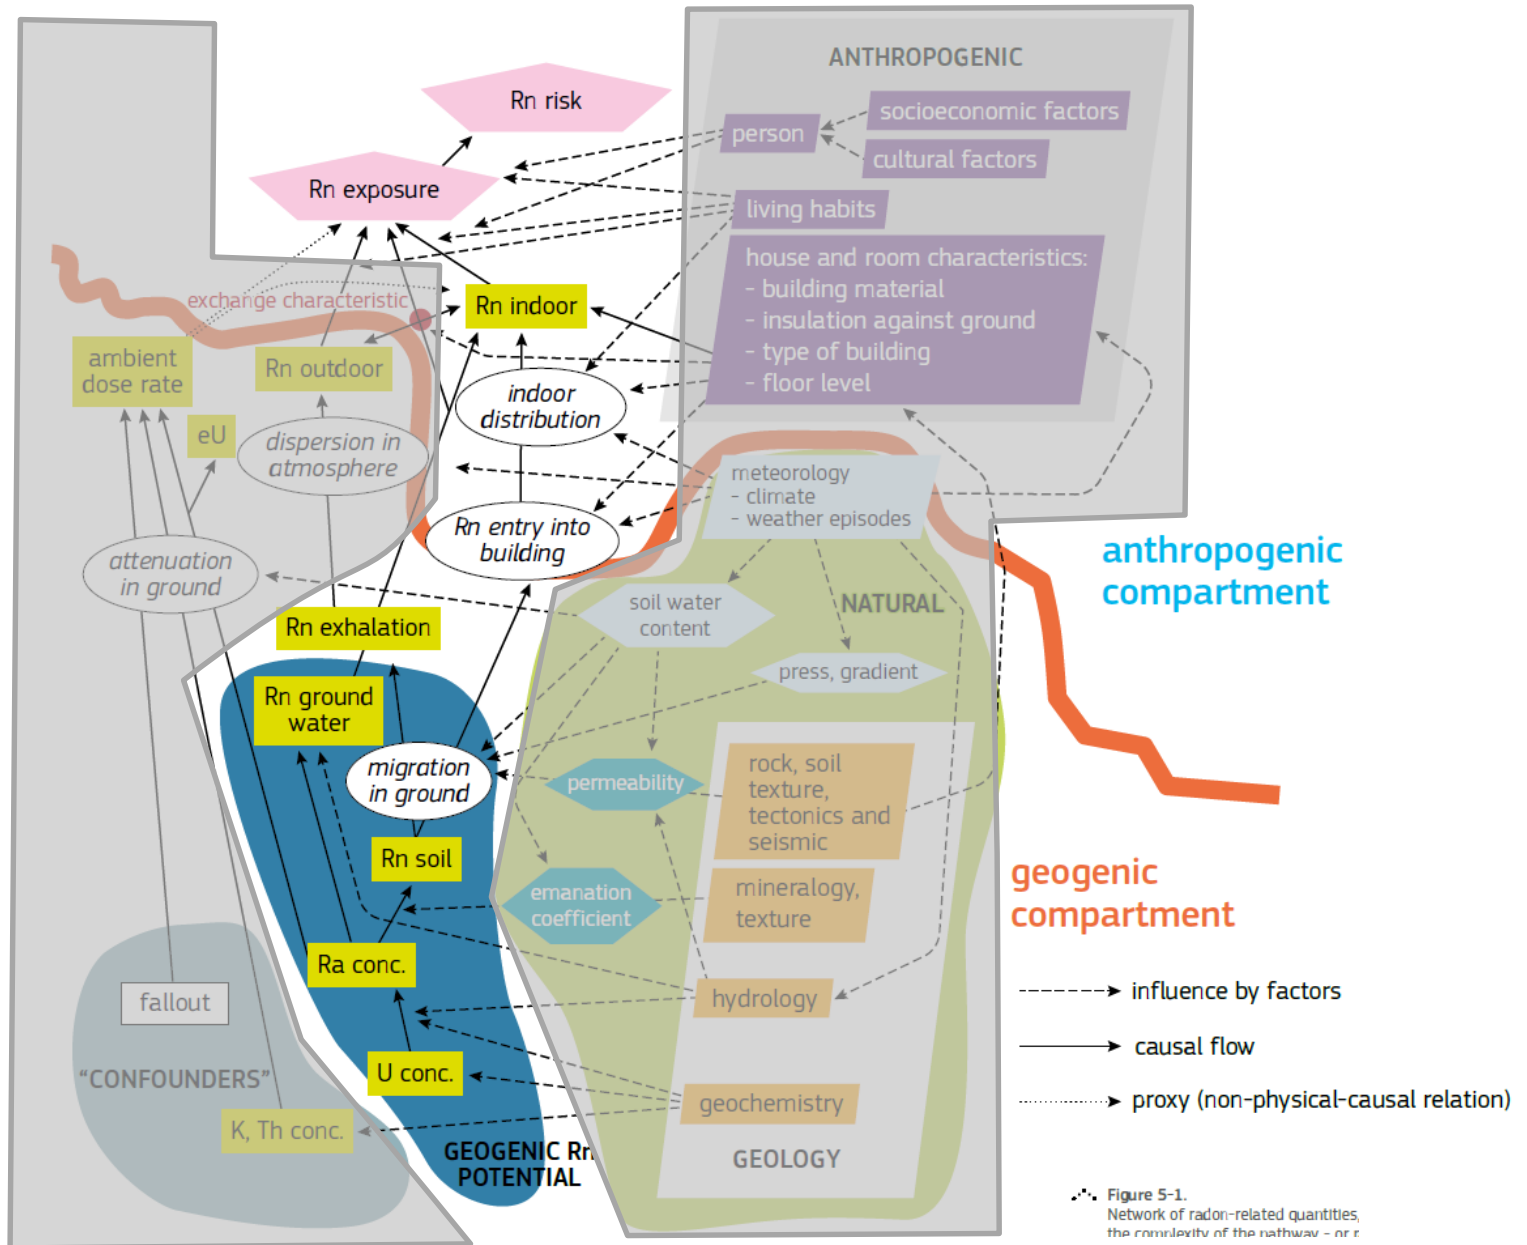 ANTHROPOGENIC
Rn risk
socioeconomic factors
person
cultural factors
Rn exposure
living habits
house and room characteristics:
- building material
- insulation against ground
- type of building
- floor level
exchange characteristic
Rn indoor
ambient
dose rate
Rn outdoor
indoor
distribution
eU
dispersion in
atmosphere
meteorology
- climate
- weather episodes
Rn entry into
building
attenuation
in ground
anthropogenic
compartment
soil water
content
NATURAL
Rn exhalation
press, gradient
Rn ground
water
migration
in ground
permeability
rock, soil
texture,
tectonics and
seismic
Rn soil
emanation
coefficient
mineralogy,
texture
geogenic
compartment
Ra conc.
fallout
hydrology
influence by factors
causal flow
"CONFOUNDERS"
U conc.
geochemistry
proxy (non-physical-causal relation)
K, Th conc.
GEOGENIC Rn
POTENTIAL
GEOLOGY
Figure 5-1.
Network of radon-related quantities,
the complexity of the pathway - or